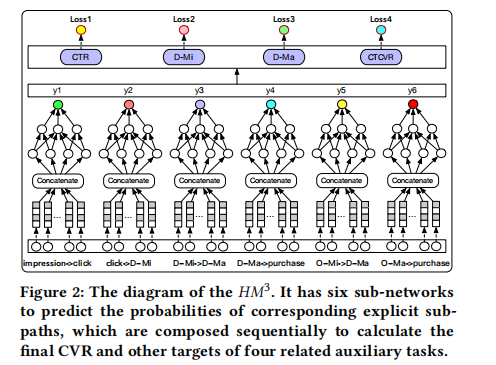 Loss1 Loss2 Loss3 Loss4
CTR D-Mi D-Ma CTCVR
y1 y2 y3 y4 y5 y6
Concatenate Concatenate Concatenate Concatenate Concatenate Concatenate
... ... ... ... ... ...
impression->click click->D-Mi D-Mi->D-Ma D-Ma->purchase O-Mi->D-Ma O-Ma->purchase
Figure 2: The diagram of the HM³. It has six sub-networks
to predict the probabilities of corresponding explicit sub-
paths, which are composed sequentially to calculate the
final CVR and other targets of four related auxiliary tasks.